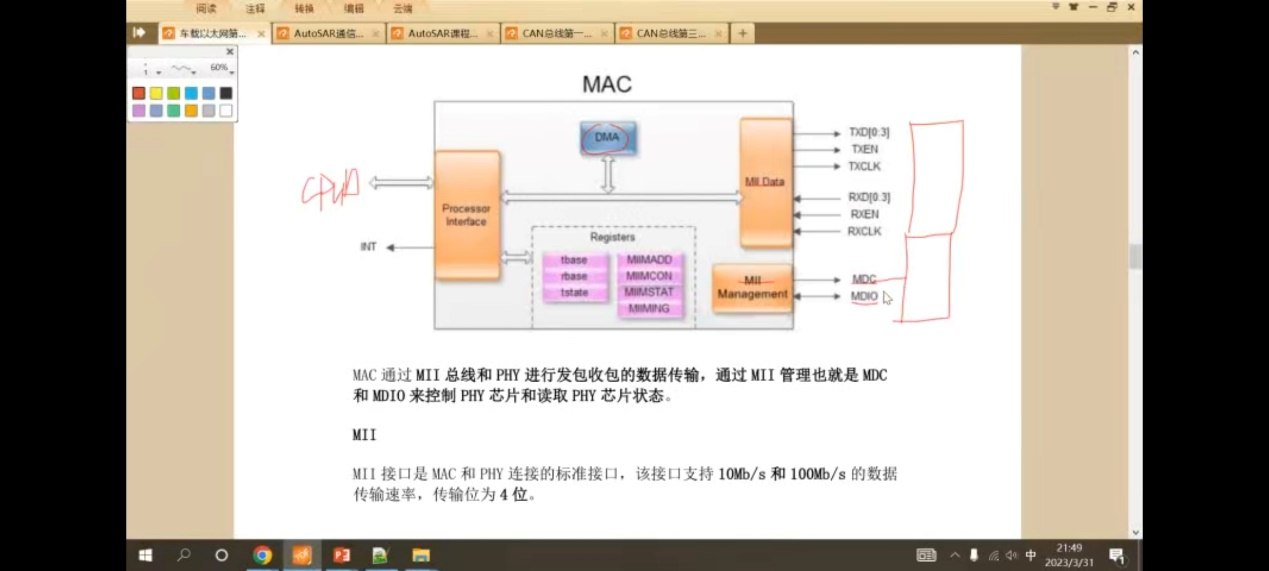 阅读 注释 转换 编辑 云端
车载以太网第... AutoSAR通信... AutoSAR课程... CAN总线第一... CAN总线第三...
60%
MAC
DMA
TXD[0:3]
TXEN
TXCLK
MII Data
CPU
Processor
Interface
RXD[0:3]
RXEN
RXCLK
INT
Registers
tbase MIIMADD
rbase MIIMCON
tstate MIIMSTAT
MIIMING
MII
Management
MDC
MDIO
MAC 通过 MII 总线和 PHY 进行发包收包的数据传输，通过 MII 管理也就是 MDC
和 MDIO 来控制 PHY 芯片和读取 PHY 芯片状态。
MII
MII 接口是 MAC 和 PHY 连接的标准接口，该接口支持 10Mb/s 和 100Mb/s 的数据
传输速率，传输位为 4 位。
中
21:49
2023/3/31